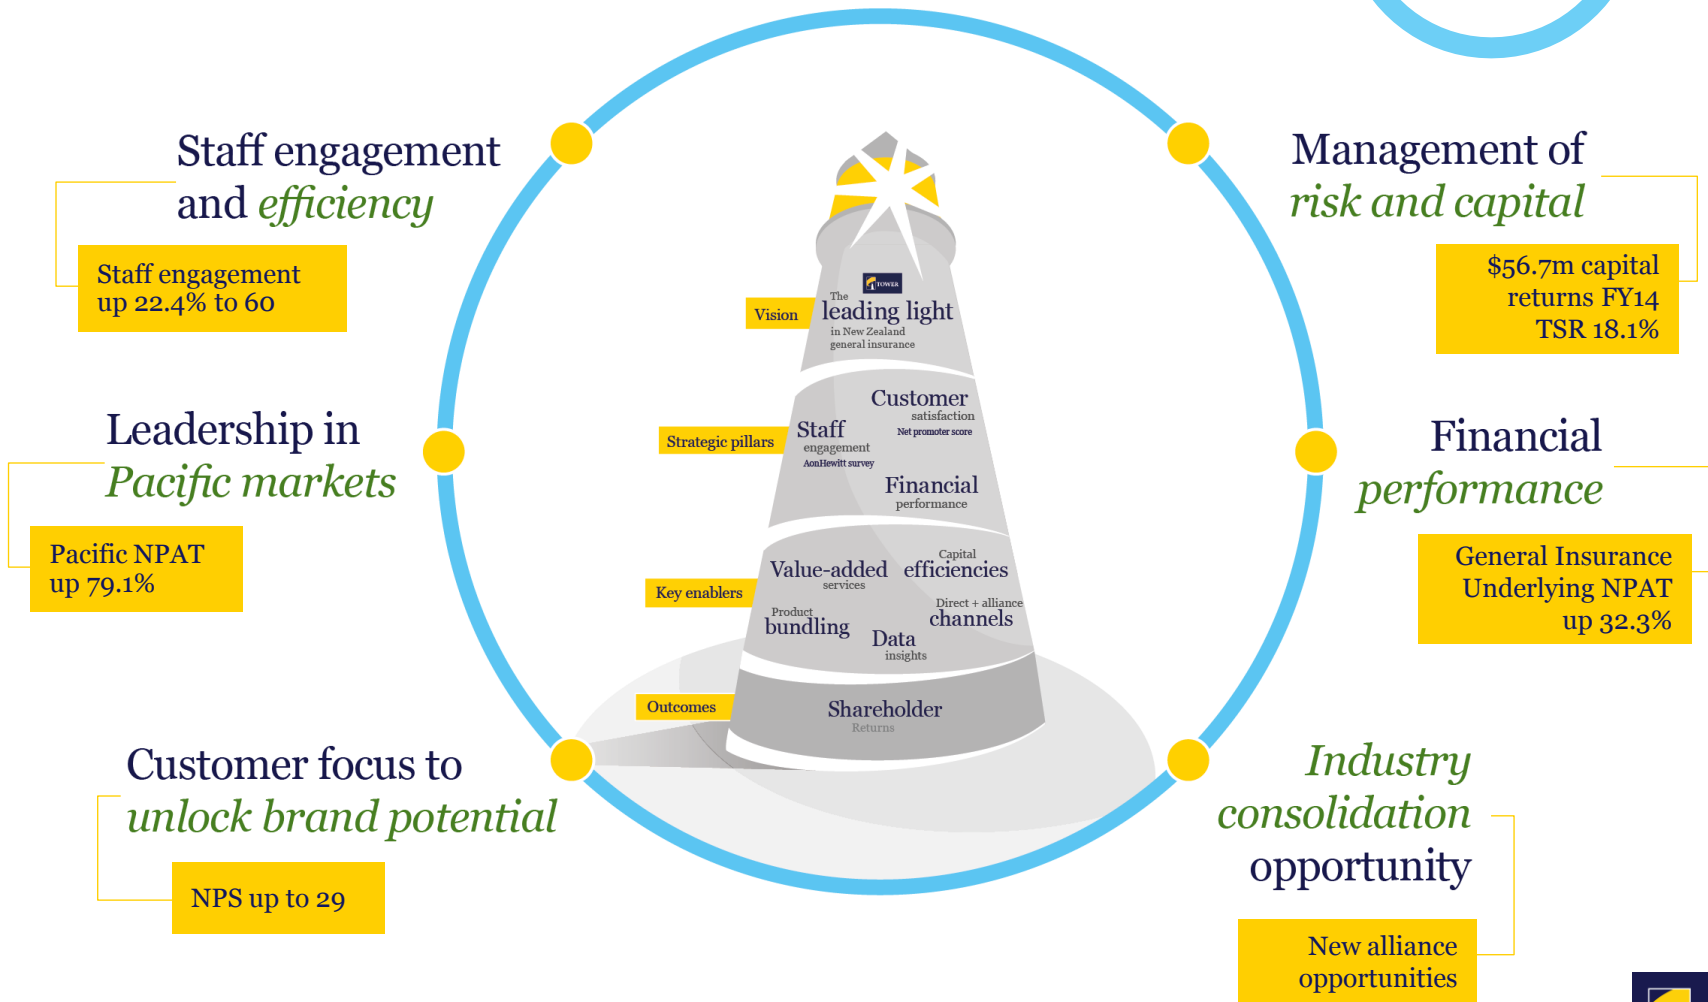 Staff engagement
and efficiency
Staff engagement
up 22.4% to 60
Leadership in
Pacific markets
Pacific NPAT
up 79.1%
Customer focus to
unlock brand potential
NPS up to 29
TOWER
Vision
The
leading light
in New Zealand
general insurance
Strategic pillars
Customer
satisfaction
Net promoter score
Staff
engagement
AonHewitt survey
Financial
performance
Key enablers
Value-added
services
Capital
efficiencies
Product
bundling
Direct + alliance
channels
Data
insights
Outcomes
Shareholder
Returns
Management of
risk and capital
$56.7m capital
returns FY14
TSR 18.1%
Financial
performance
General Insurance
Underlying NPAT
up 32.3%
Industry
consolidation
opportunity
New alliance
opportunities